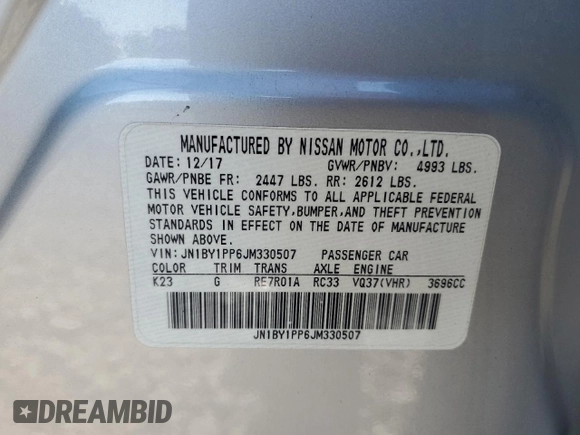 MANUFACTURED BY NISSAN MOTOR CO.,LTD.
DATE: 12/17 GVWR/PNBV: 4993 LBS.
GAWR/PNBE FR: 2447 LBS. RR: 2612 LBS.
THIS VEHICLE CONFORMS TO ALL APPLICABLE FEDERAL
MOTOR VEHICLE SAFETY,BUMPER,AND THEFT PREVENTION
STANDARDS IN EFFECT ON THE DATE OF MANUFACTURE
SHOWN ABOVE.
VIN: JN1BY1PP6JM330507 PASSENGER CAR
COLOR TRIM TRANS AXLE ENGINE
K23 G RE7R01A RC33 VQ37(VHR) 3696CC
JN1BY1PP6JM330507
DREAMBID